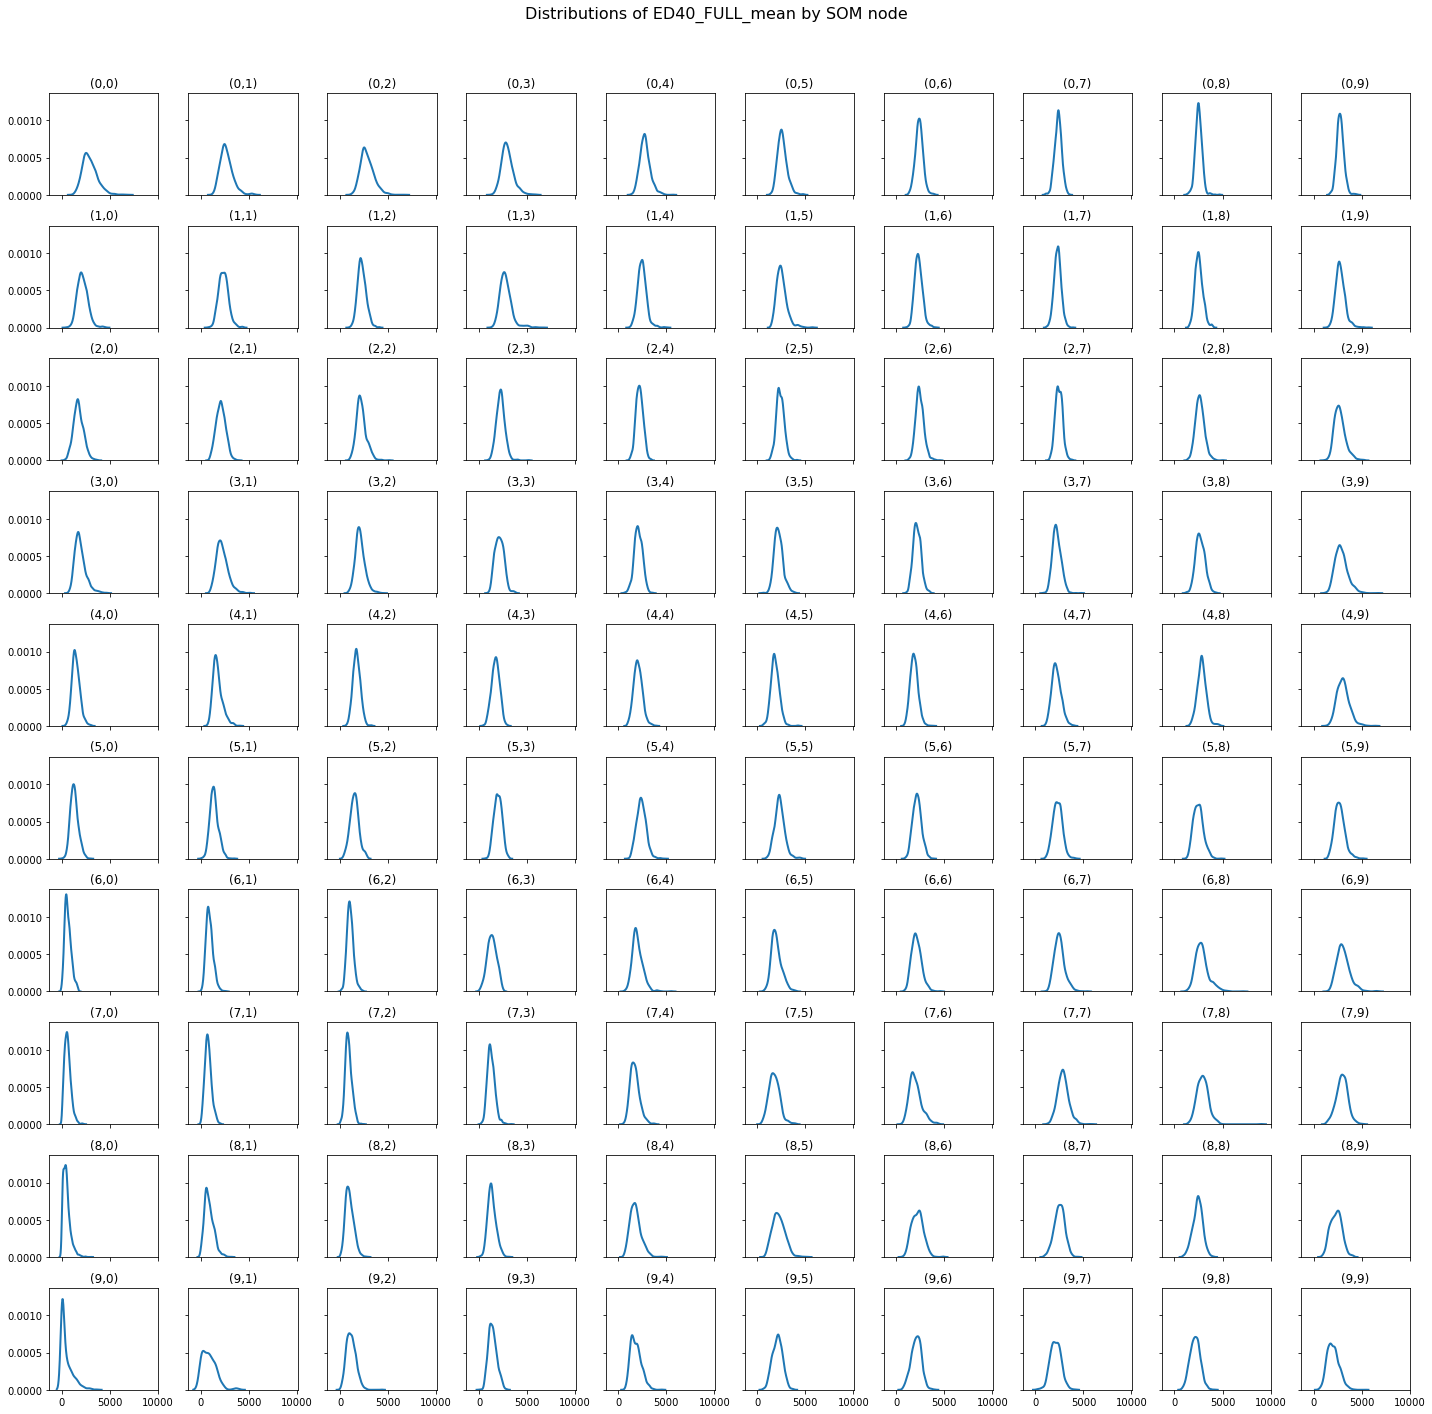 Distributions of ED40_FULL_mean by SOM node
(0,0) (0,1) (0,2) (0,3) (0,4) (0,5) (0,6) (0,7) (0,8) (0,9)
0.0010
0.0005
0.0000
(1,0) (1,1) (1,2) (1,3) (1,4) (1,5) (1,6) (1,7) (1,8) (1,9)
0.0010
0.0005
0.0000
(2,0) (2,1) (2,2) (2,3) (2,4) (2,5) (2,6) (2,7) (2,8) (2,9)
0.0010
0.0005
0.0000
(3,0) (3,1) (3,2) (3,3) (3,4) (3,5) (3,6) (3,7) (3,8) (3,9)
0.0010
0.0005
0.0000
(4,0) (4,1) (4,2) (4,3) (4,4) (4,5) (4,6) (4,7) (4,8) (4,9)
0.0010
0.0005
0.0000
(5,0) (5,1) (5,2) (5,3) (5,4) (5,5) (5,6) (5,7) (5,8) (5,9)
0.0010
0.0005
0.0000
(6,0) (6,1) (6,2) (6,3) (6,4) (6,5) (6,6) (6,7) (6,8) (6,9)
0.0010
0.0005
0.0000
(7,0) (7,1) (7,2) (7,3) (7,4) (7,5) (7,6) (7,7) (7,8) (7,9)
0.0010
0.0005
0.0000
(8,0) (8,1) (8,2) (8,3) (8,4) (8,5) (8,6) (8,7) (8,8) (8,9)
0.0010
0.0005
0.0000
(9,0) (9,1) (9,2) (9,3) (9,4) (9,5) (9,6) (9,7) (9,8) (9,9)
0.0010
0.0005
0.0000
0 5000 10000 0 5000 10000 0 5000 10000 0 5000 10000 0 5000 10000 0 5000 10000 0 5000 10000 0 5000 10000 0 5000 10000 0 5000 10000